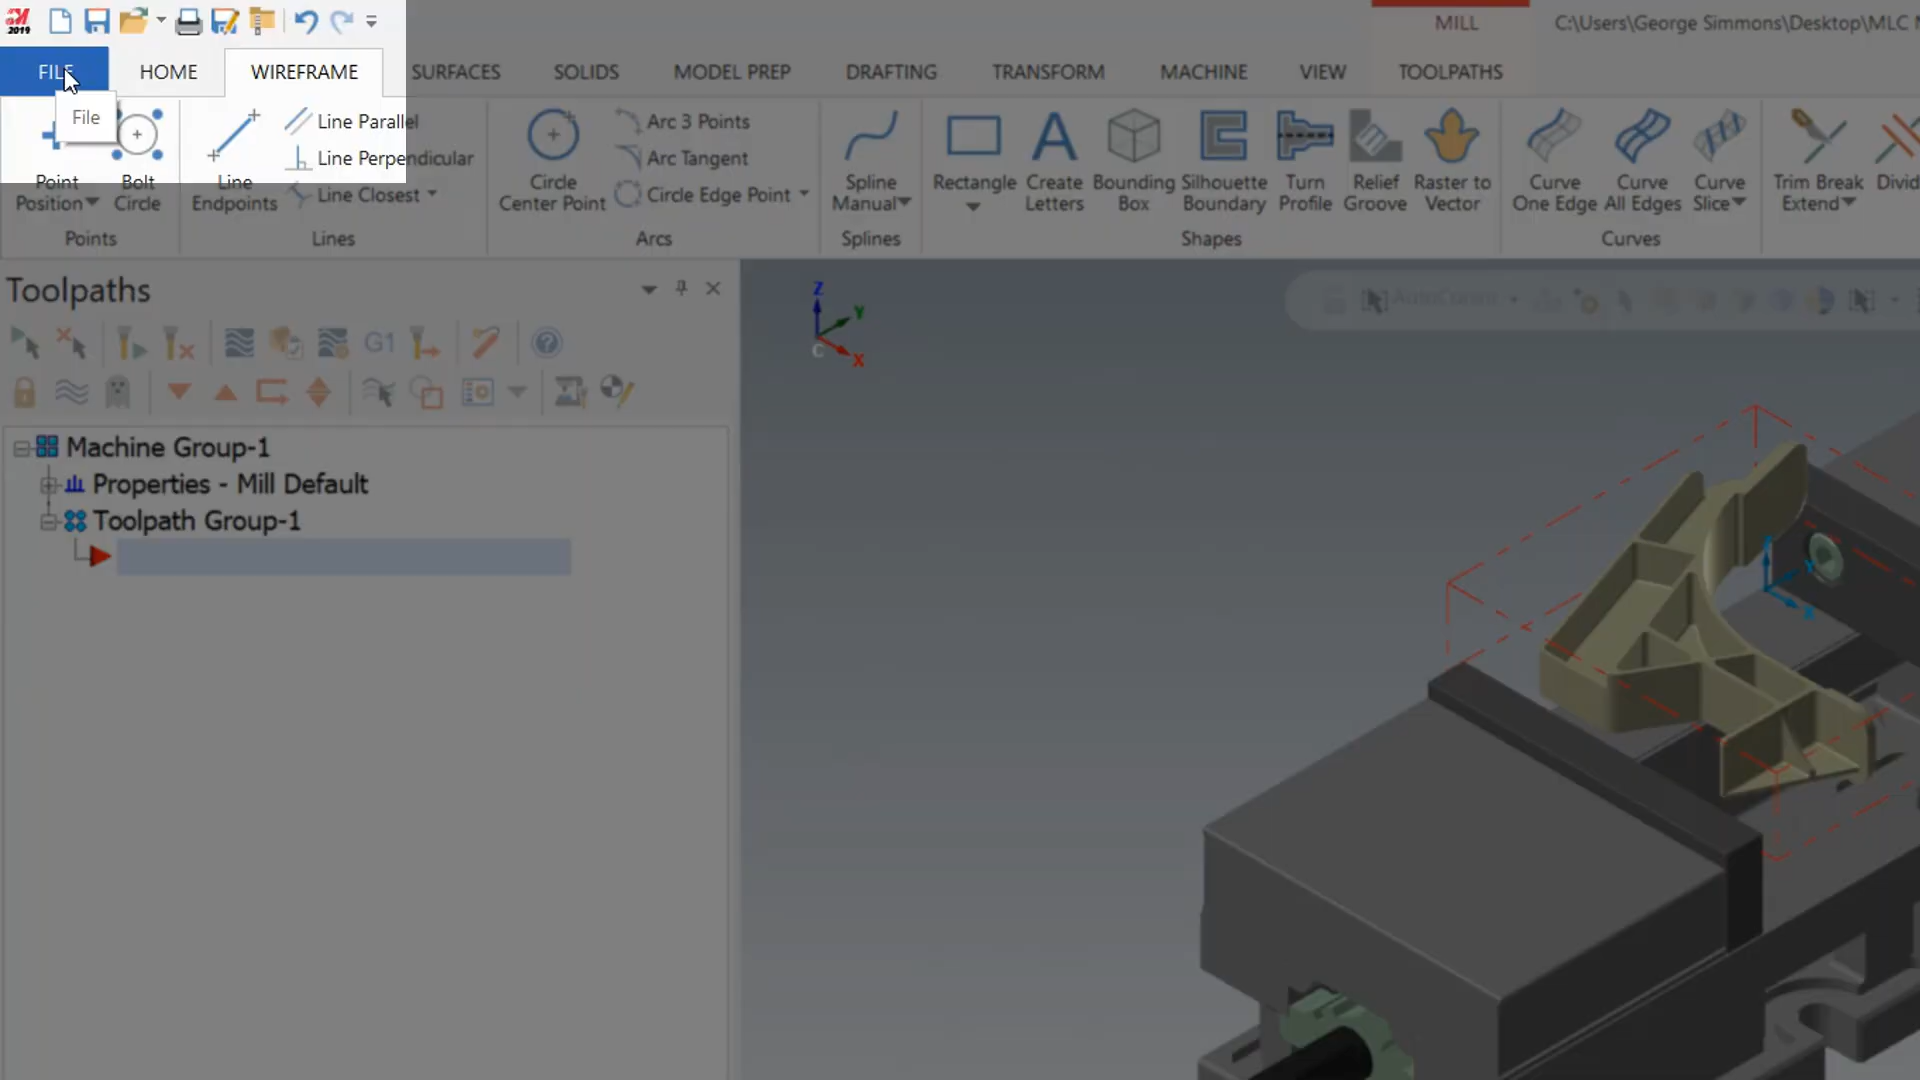 2019
MILL
C:\Users\George Simmons\Desktop\MLC
FILE HOME WIREFRAME SURFACES SOLIDS MODEL PREP DRAFTING TRANSFORM MACHINE VIEW TOOLPATHS
File
Point Position
Bolt Circle
Points
Line Endpoints
Line Parallel
Line Perpendicular
Line Closest
Lines
Circle Center Point
Arc 3 Points
Arc Tangent
Circle Edge Point
Arcs
Spline Manual
Splines
Rectangle
Create Letters
Bounding Box
Silhouette Boundary
Turn Profile
Relief Groove
Raster to Vector
Shapes
Curve One Edge
Curve All Edges
Curve Slice
Curves
Trim Break Extend
Toolpaths
G1
Machine Group-1
Properties - Mill Default
Toolpath Group-1
Z
Y
X
C